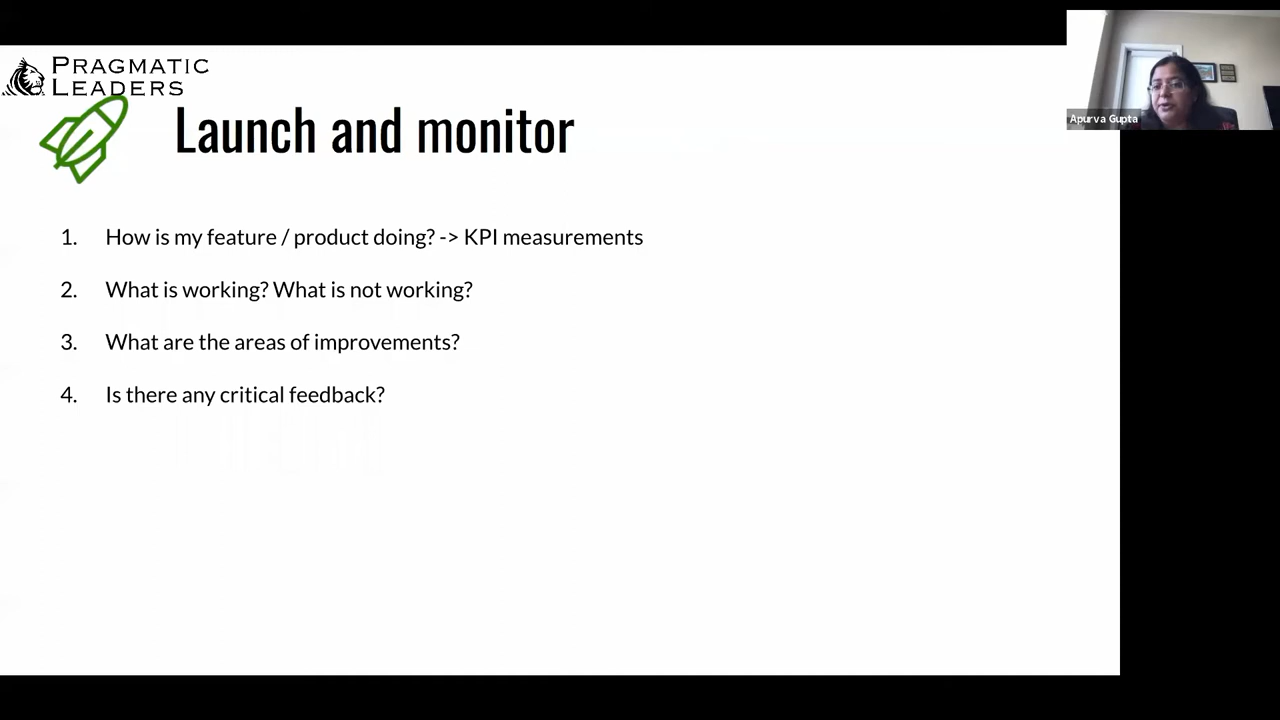 PRAGMATIC
LEADERS
Launch and monitor
1. How is my feature / product doing? -> KPI measurements
2. What is working? What is not working?
3. What are the areas of improvements?
4. Is there any critical feedback?
Apurva Gupta